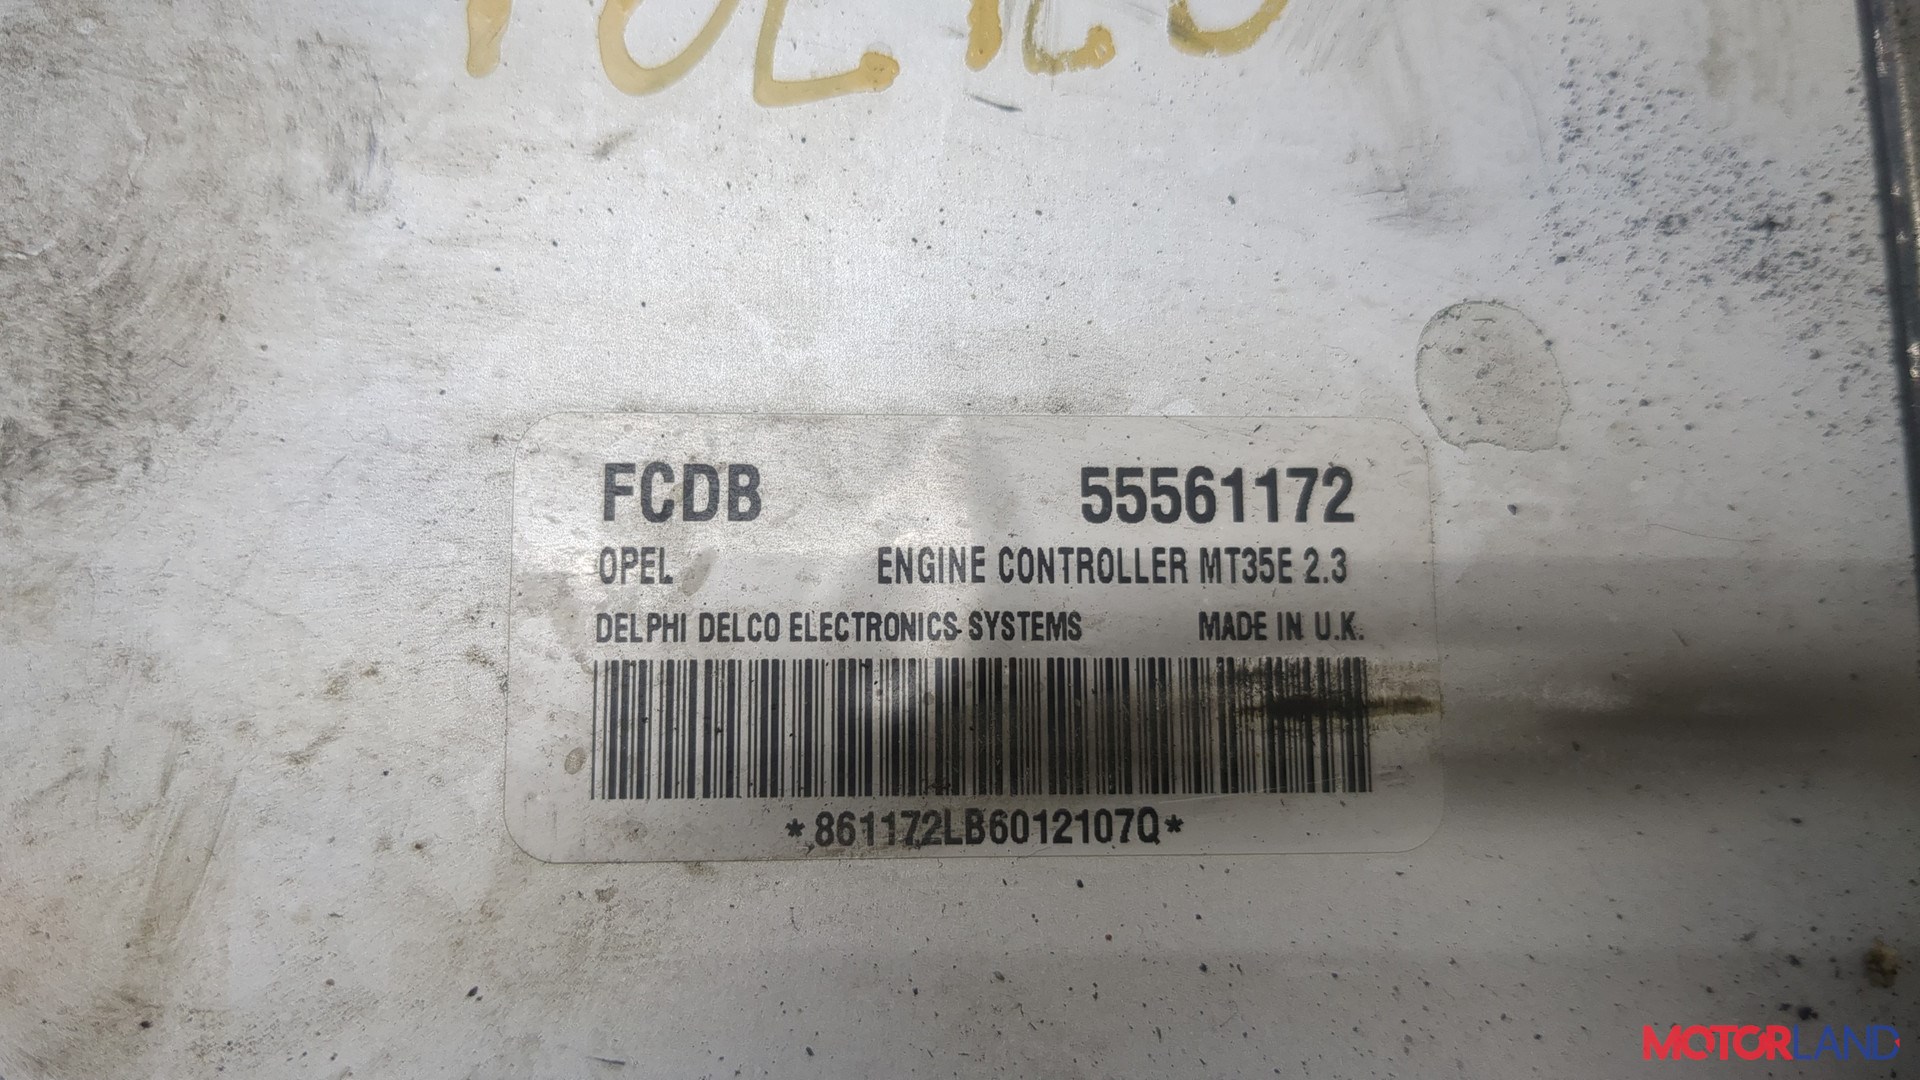 FCDB 55561172
OPEL ENGINE CONTROLLER MT35E 2.3
DELPHI DELCO ELECTRONICS SYSTEMS MADE IN U.K.
*861172LB6012107Q*
MOTORLAND